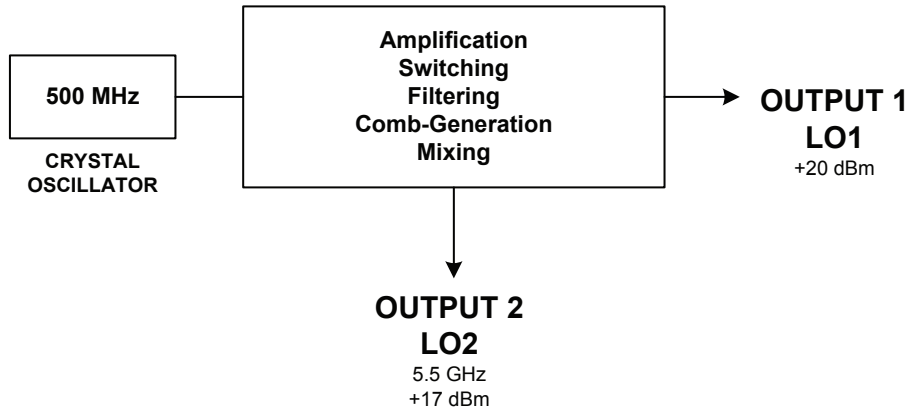 500 MHz
CRYSTAL
OSCILLATOR
Amplification
Switching
Filtering
Comb-Generation
Mixing
OUTPUT 1
LO1
+20 dBm
OUTPUT 2
LO2
5.5 GHz
+17 dBm